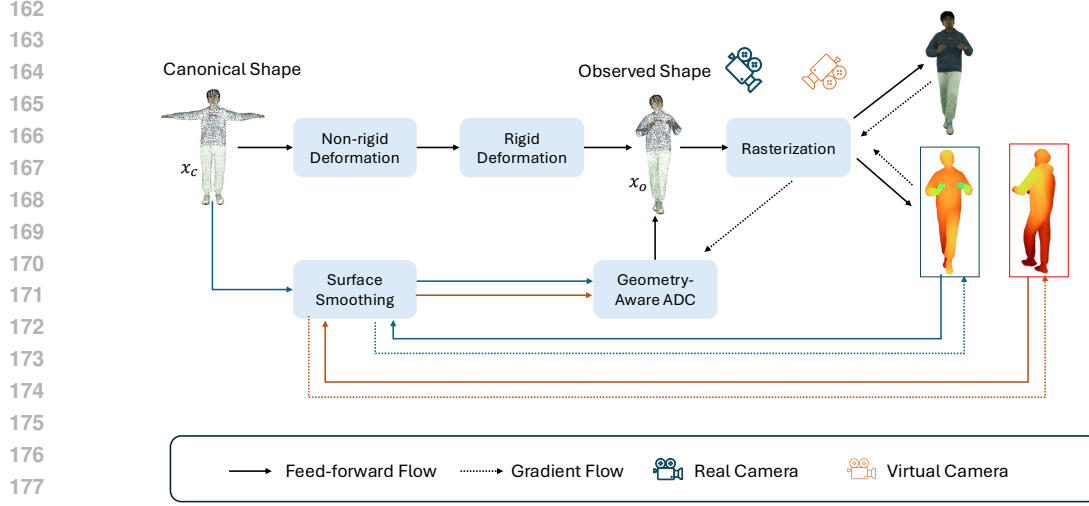 162
163
164
165
166
167
168
169
170
171
172
173
174
175
176
177
Canonical Shape
Observed Shape
Non-rigid
Deformation
Rigid
Deformation
Rasterization
x_c
x_o
Surface
Smoothing
Geometry-
Aware ADC
Feed-forward Flow
Gradient Flow
Real Camera
Virtual Camera